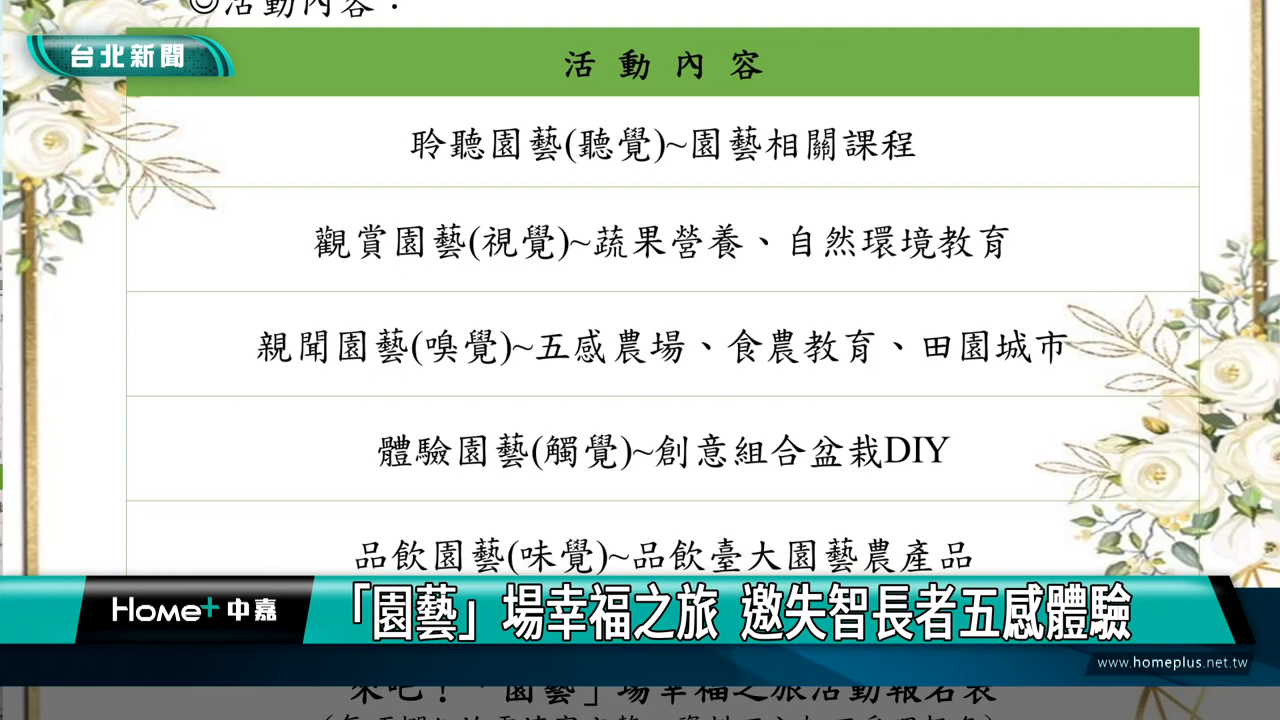 ◎活動內容：
台北新聞
活動內容
聆聽園藝(聽覺)~園藝相關課程
觀賞園藝(視覺)~蔬果營養、自然環境教育
親聞園藝(嗅覺)~五感農場、食農教育、田園城市
體驗園藝(觸覺)~創意組合盆栽DIY
品飲園藝(味覺)~品飲臺大園藝農產品
Home+中嘉
「園藝」場幸福之旅 邀失智長者五感體驗
www.homeplus.net.tw
來吧！「園藝」場幸福之旅活動報名表